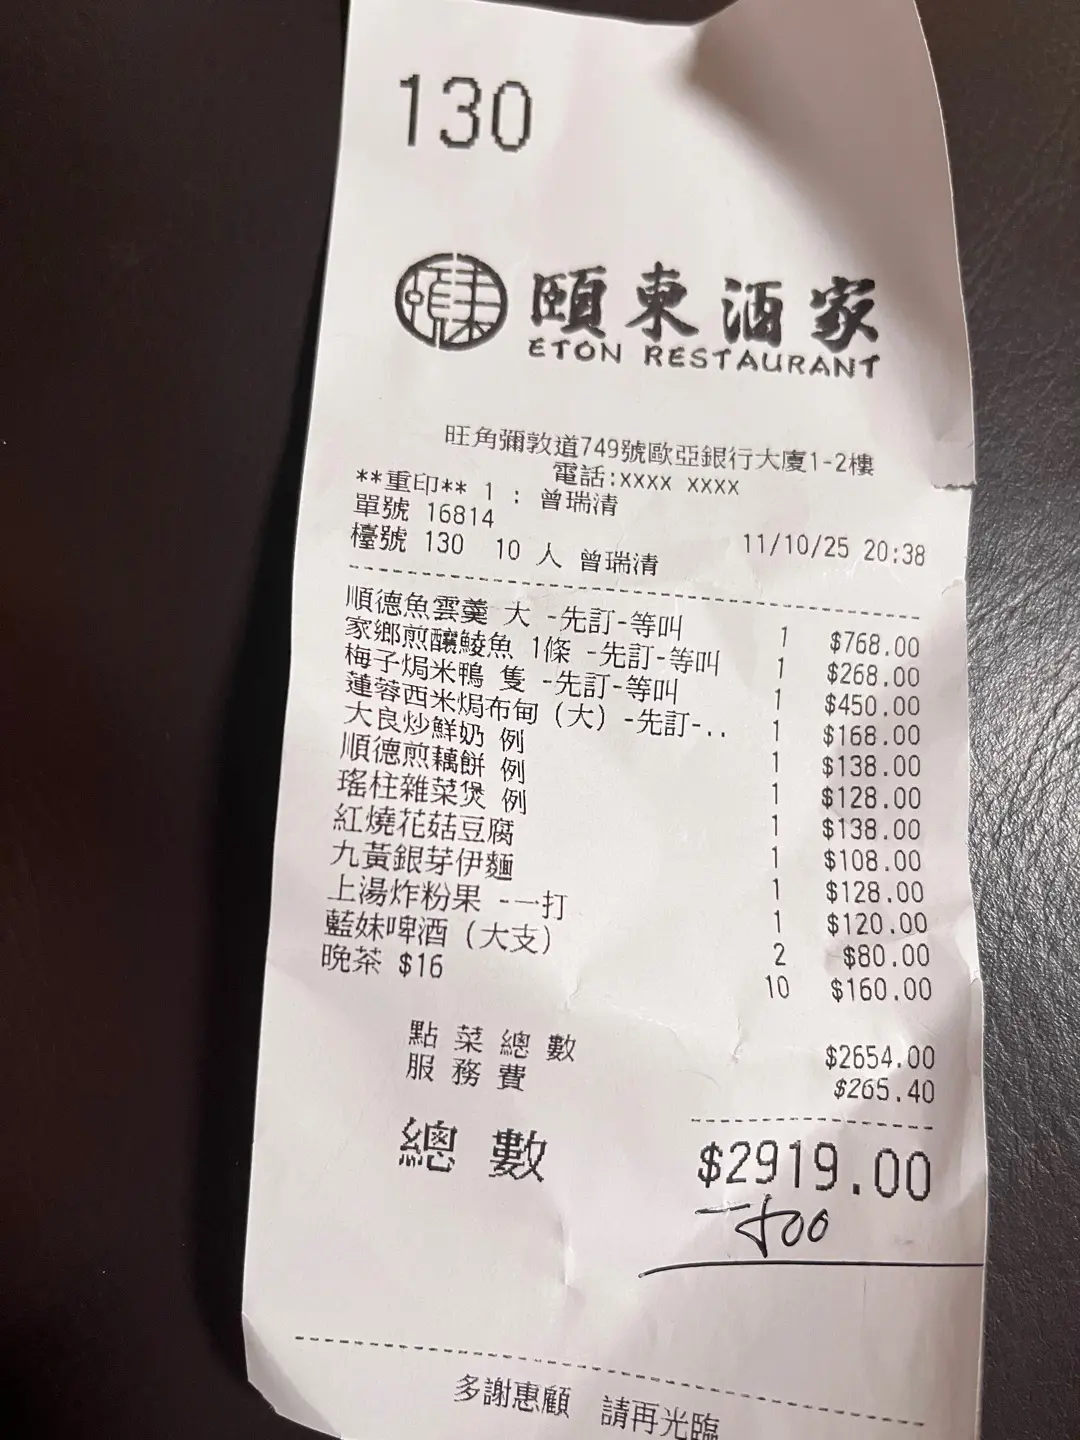 130
頤東酒家
ETON RESTAURANT
旺角彌敦道749號歐亞銀行大廈1-2樓
電話:xxxx xxxx
**重印** 1 : 曾瑞清
單號 16814
11/10/25 20:38
檯號 130 10 人 曾瑞清
順德魚雲羹 大 -先訂-等叫 1 $768.00
家鄉煎釀鯪魚 1條 -先訂-等叫 1 $268.00
梅子焗米鴨 隻 -先訂-等叫 1 $450.00
蓮蓉西米焗布甸（大）-先訂-.. 1 $168.00
大良炒鮮奶 例 1 $138.00
順德煎藕餅 例 1 $128.00
瑤柱雜菜煲 例 1 $138.00
紅燒花菇豆腐 1 $108.00
九黃銀芽伊麵 1 $128.00
上湯炸粉果 -一打 1 $120.00
藍妹啤酒（大支） 2 $80.00
晚茶 $16 10 $160.00
點菜總數 $2654.00
服務費 $265.40
總數 $2919.00
-500
多謝惠顧 請再光臨